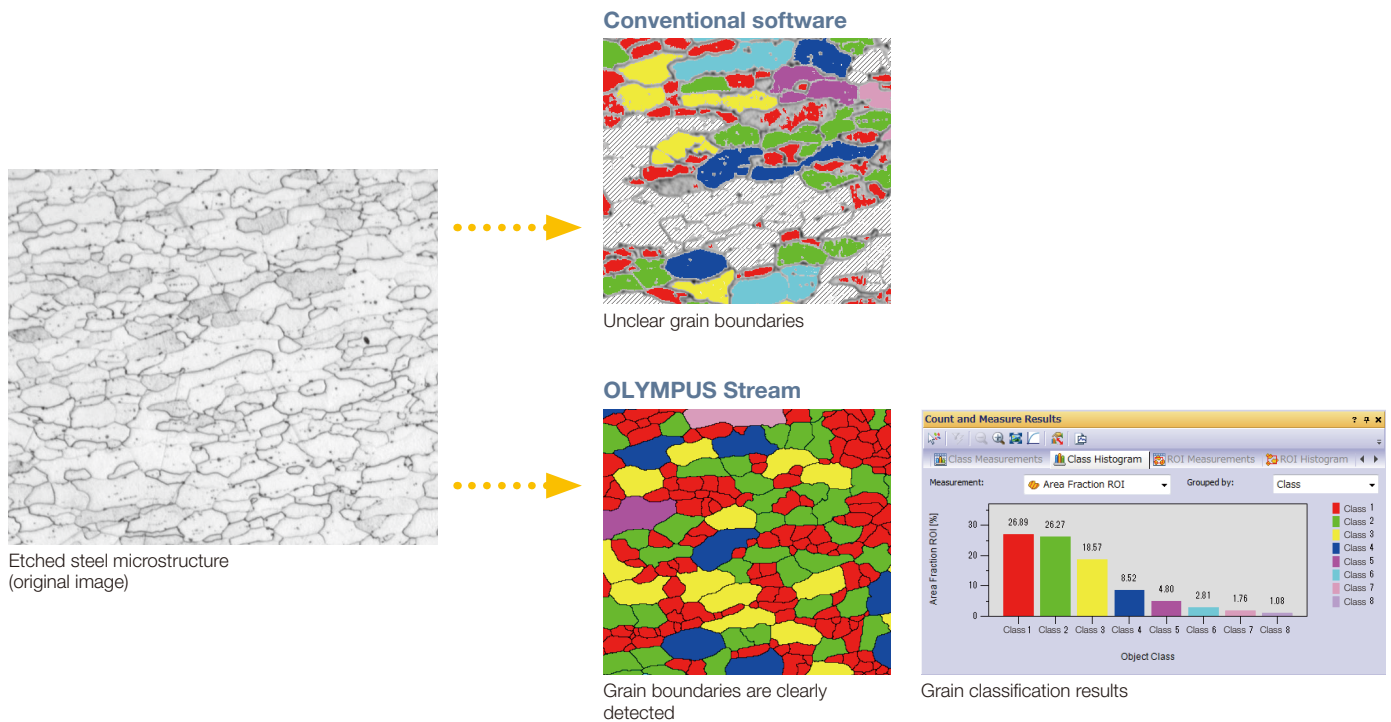 Conventional software
Unclear grain boundaries
Etched steel microstructure
(original image)
OLYMPUS Stream
Grain boundaries are clearly
detected
Count and Measure Results
Class Measurements Class Histogram ROI Measurements ROI Histogram
Measurement: Area Fraction ROI Grouped by: Class
Area Fraction ROI [%]
30
20
10
0
26.89 26.27 18.57 8.52 4.80 2.81 1.76 1.08
Class 1 Class 2 Class 3 Class 4 Class 5 Class 6 Class 7 Class 8
Object Class
Class 1
Class 2
Class 3
Class 4
Class 5
Class 6
Class 7
Class 8
Grain classification results